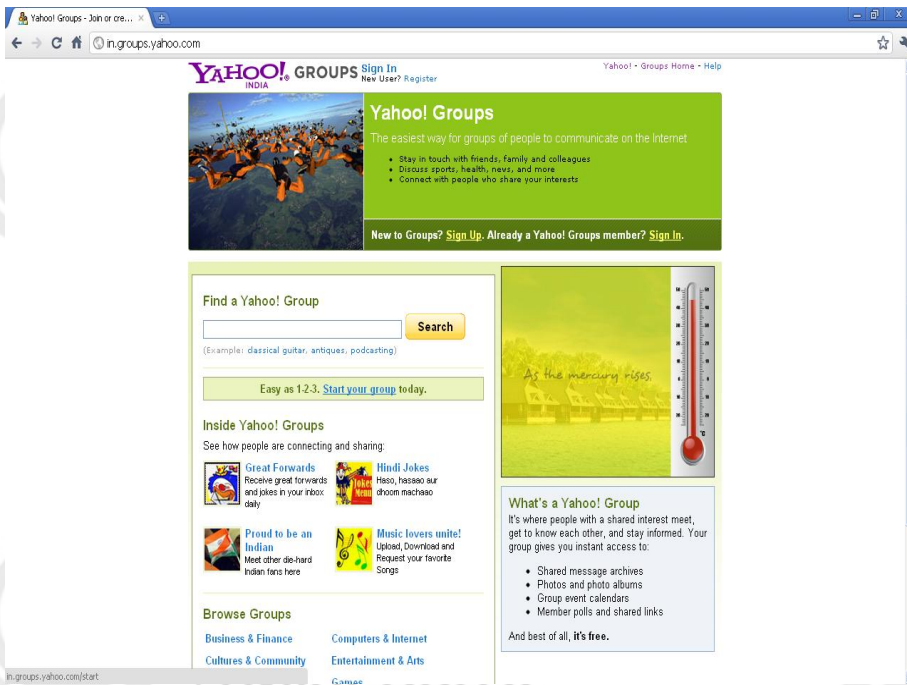 Yahoo! Groups - Join or cre...
in.groups.yahoo.com
YAHOO! GROUPS
INDIA
Sign In
New User? Register
Yahoo! - Groups Home - Help
Yahoo! Groups
The easiest way for groups of people to communicate on the Internet
• Stay in touch with friends, family and colleagues
• Discuss sports, health, news, and more
• Connect with people who share your interests
New to Groups? Sign Up. Already a Yahoo! Groups member? Sign In.
Find a Yahoo! Group
Search
(Example: classical guitar, antiques, podcasting)
Easy as 1-2-3. Start your group today.
Inside Yahoo! Groups
See how people are connecting and sharing:
Great Forwards
Receive great forwards
and jokes in your inbox
daily
Jokes
Menu
Hindi Jokes
Haso, hasaao aur
dhoom machaao
Proud to be an
Indian
Meet other die-hard
Indian fans here
Music lovers unite!
Upload, Download and
Request your favorite
Songs
Browse Groups
Business & Finance
Computers & Internet
Cultures & Community
Entertainment & Arts
Games
As the mercury rises,
What's a Yahoo! Group
It's where people with a shared interest meet,
get to know each other, and stay informed. Your
group gives you instant access to:
• Shared message archives
• Photos and photo albums
• Group event calendars
• Member polls and shared links
And best of all, it's free.
in.groups.yahoo.com/start